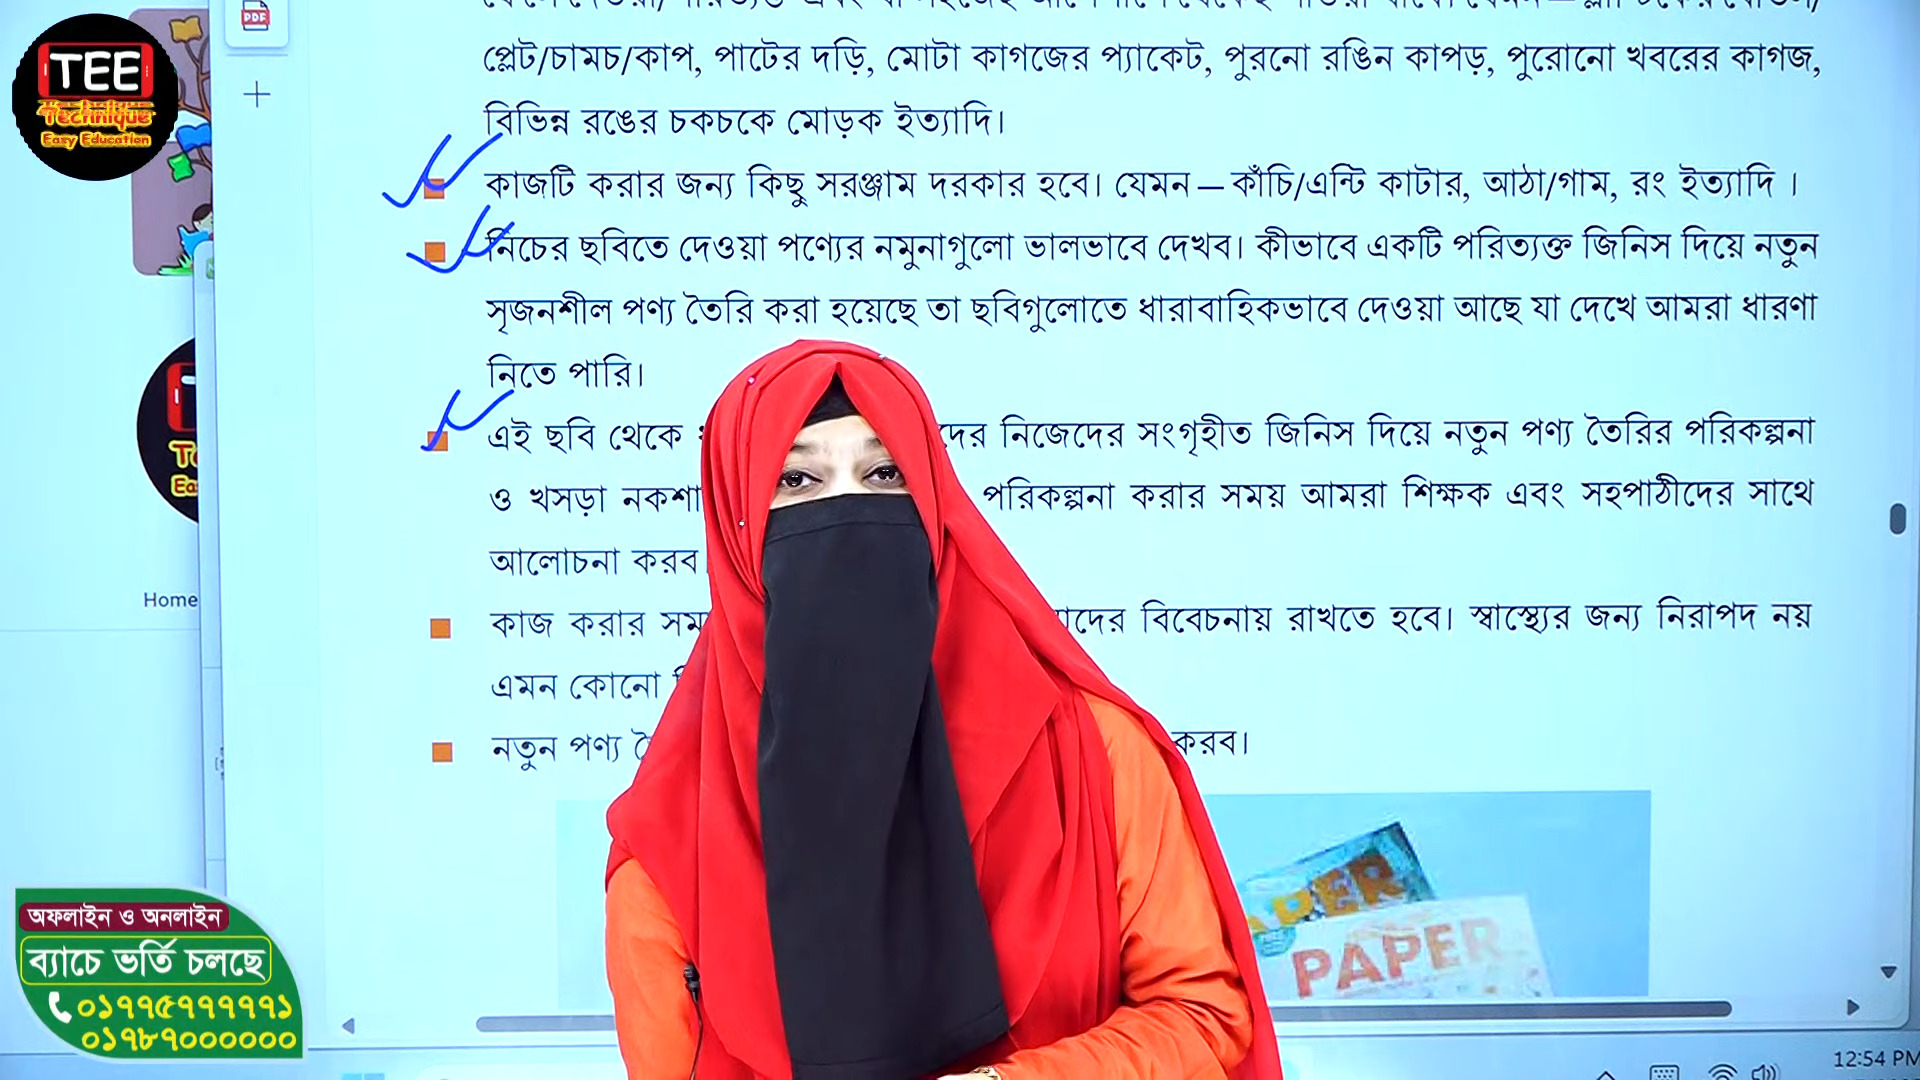 TEE
Technique
Easy Education
PDF
প্লেট/চামচ/কাপ, পাটের দড়ি, মোটা কাগজের প্যাকেট, পুরনো রঙিন কাপড়, পুরোনো খবরের কাগজ,
বিভিন্ন রঙের চকচকে মোড়ক ইত্যাদি।
কাজটি করার জন্য কিছু সরঞ্জাম দরকার হবে। যেমন – কাঁচি/এন্টি কাটার, আঠা/গাম, রং ইত্যাদি ।
নিচের ছবিতে দেওয়া পণ্যের নমুনাগুলো ভালভাবে দেখব। কীভাবে একটি পরিত্যক্ত জিনিস দিয়ে নতুন
সৃজনশীল পণ্য তৈরি করা হয়েছে তা ছবিগুলোতে ধারাবাহিকভাবে দেওয়া আছে যা দেখে আমরা ধারণা
নিতে পারি।
এই ছবি থেকে দের নিজেদের সংগৃহীত জিনিস দিয়ে নতুন পণ্য তৈরির পরিকল্পনা
ও খসড়া নকশা পরিকল্পনা করার সময় আমরা শিক্ষক এবং সহপাঠীদের সাথে
আলোচনা করব
কাজ করার সম াদের বিবেচনায় রাখতে হবে। স্বাস্থ্যের জন্য নিরাপদ নয়
এমন কোনো
নতুন পণ্য করব।
Home
PAPER
PAPER
অফলাইন ও অনলাইন
ব্যাচে ভর্তি চলছে
০১৭৭৫৭৭৭৭৭১
০১৭৮৭০০০০০০
12:54 PM